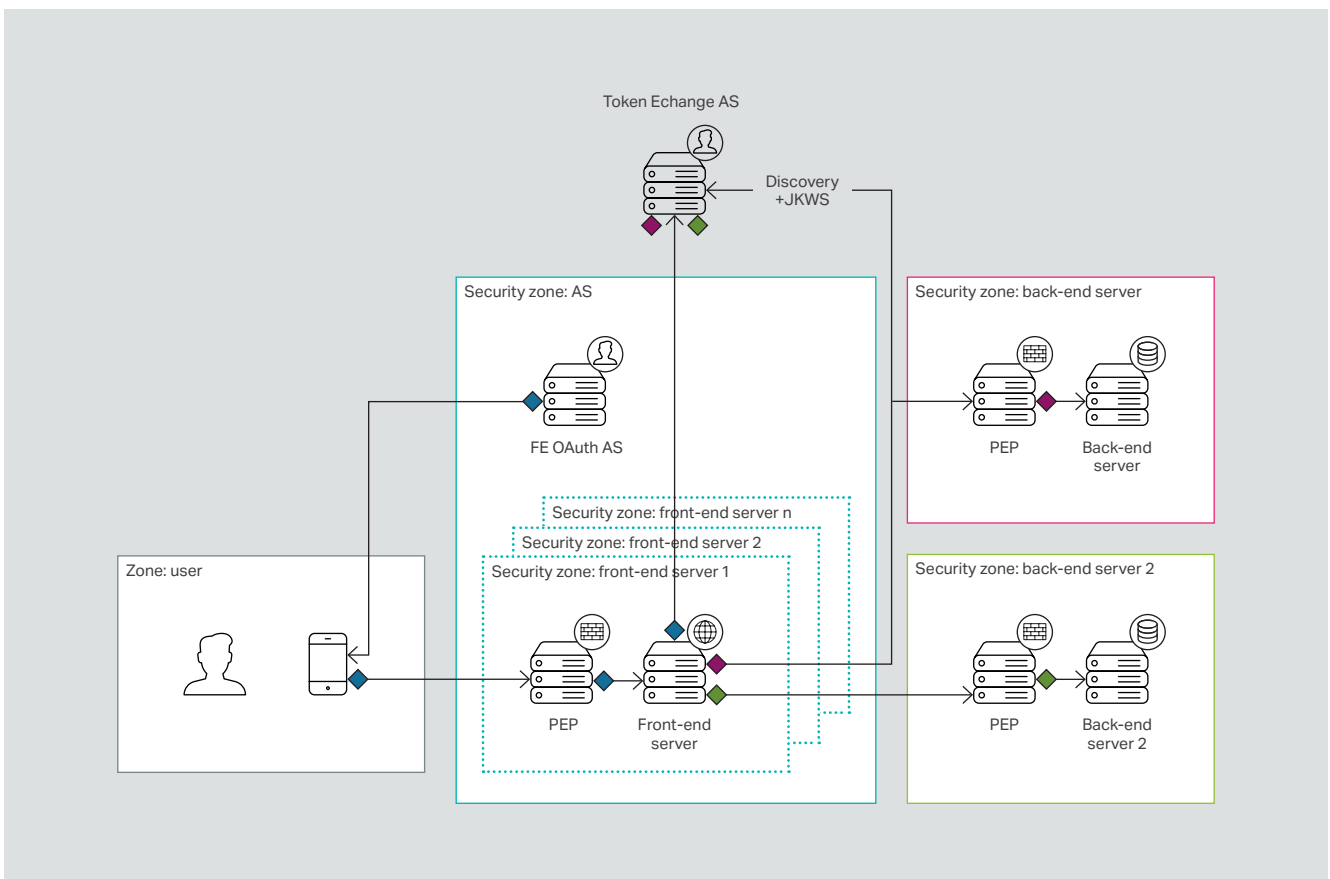 Token Echange AS
Discovery
+JKWS
Security zone: AS
Security zone: back-end server
FE OAuth AS
PEP
Back-end
server
Security zone: front-end server n
Security zone: front-end server 2
Security zone: front-end server 1
Zone: user
Security zone: back-end server 2
PEP
Front-end
server
PEP
Back-end
server 2